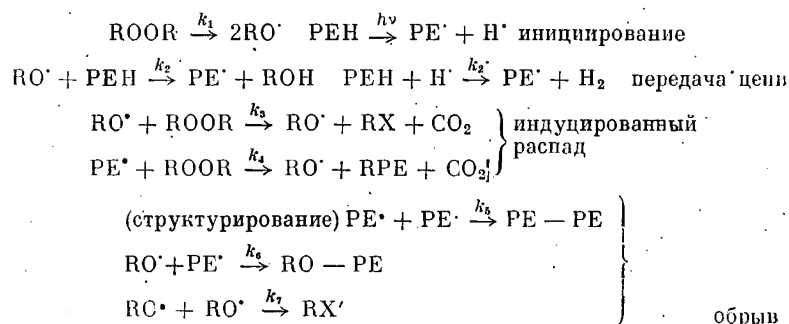 ROOR —k₁→ 2RO· PEH —hν→ PE· + H· инициирование
RO· + PEH —k₂→ PE· + ROH PEH + H· —k₂'→ PE· + H₂ передача цепи
RO• + ROOR —k₃→ RO· + RX + CO₂ } индуцированный
распад
PE• + ROOR —k₄→ RO· + RPE + CO₂
(структурирование) PE• + PE· —k₅→ PE — PE
RO·+PE• —k₆→ RO — PE
RO• + RO• —k₇→ RX′
обрыв